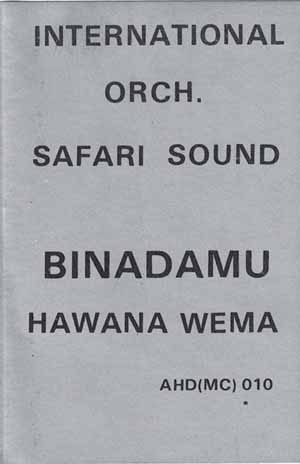 INTERNATIONAL
ORCH.
SAFARI SOUND
BINADAMU
HAWANA WEMA
AHD(MC) 010